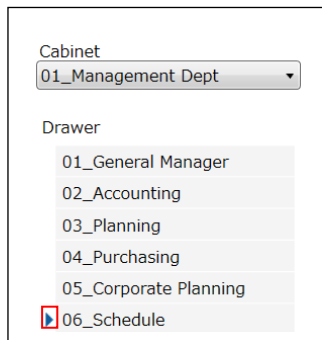 Cabinet
01_Management Dept
Drawer
01_General Manager
02_Accounting
03_Planning
04_Purchasing
05_Corporate Planning
06_Schedule